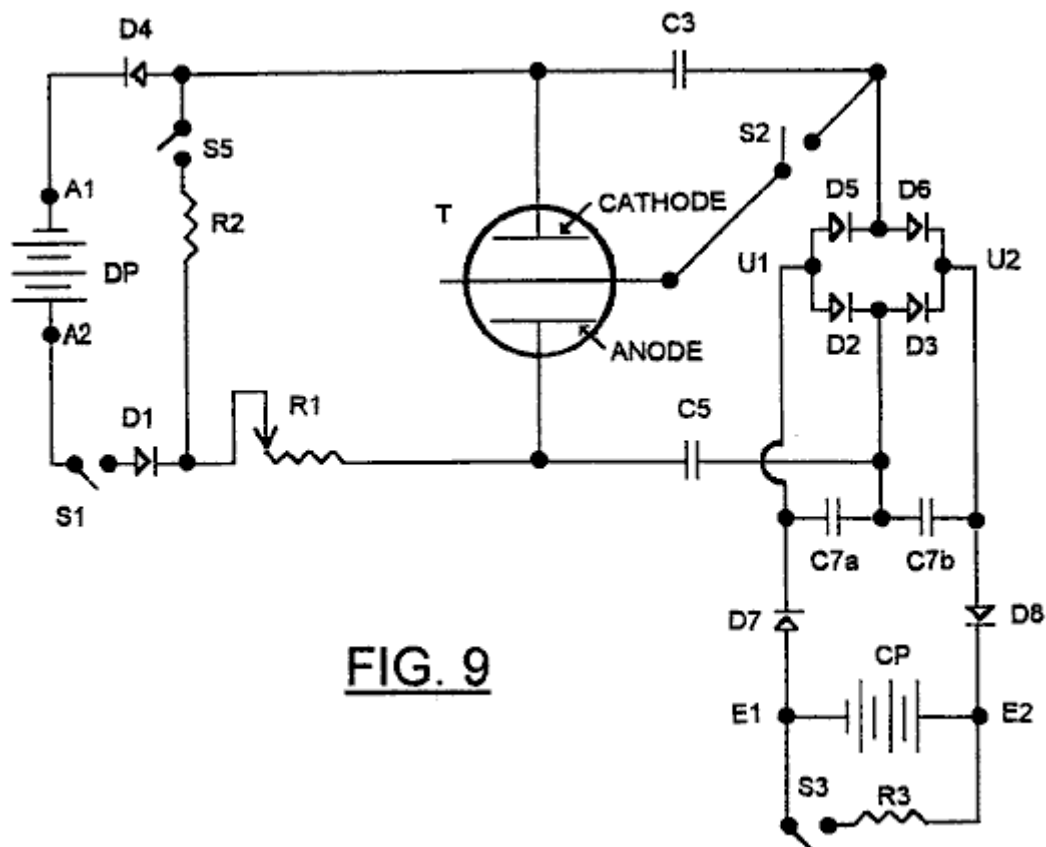 D4
C3
S5
S2
A1
R2
T
CATHODE
D5
D6
DP
U1
U2
A2
ANODE
D2
D3
D1
R1
C5
S1
C7a
C7b
D7
D8
FIG. 9
CP
E1
E2
S3
R3